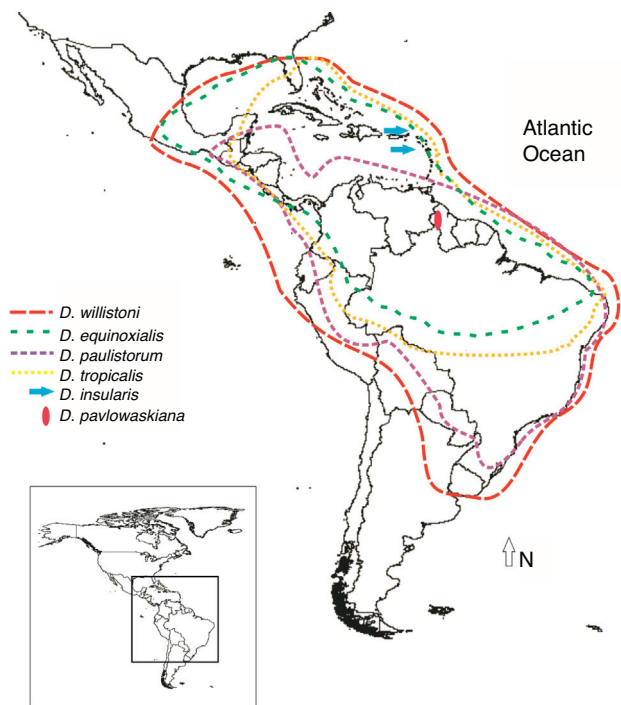 Atlantic
Ocean
D. willistoni
D. equinoxialis
D. paulistorum
D. tropicalis
D. insularis
D. pavlowaskiana
N